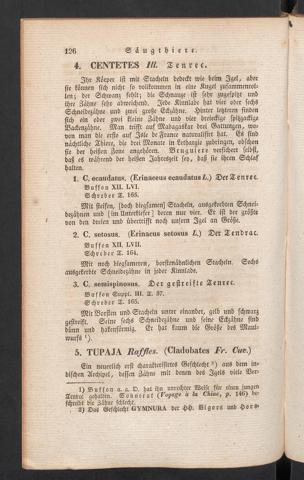 126 Säugthiere.
4. CENTETES Ill. Tenrec.
Ihr Körper ist mit Stacheln bedeckt wie beym Igel, aber
sie können sich nicht so vollkommen in eine Kugel zusammenrol-
len; der Schwanz fehlt; die Schnauze ist sehr zugespitzt und
ihre Zähne sehr abweichend. Jede Kinnlade hat vier oder sechs
Schneidezähne und zwei große Eckzähne. Hinter letzteren finden
sich ein oder zwei kleine Zähne und vier dreieckige spitzzackige
Backenzähne. Man trifft auf Madagaskar drei Gattungen, wo-
von man die erste auf Isle de France naturalisirt hat. Es sind
nächtliche Thiere, die drei Monate in Lethargie zubringen, obschon
sie der heißen Zone angehören. Bruguiere versichert selbst,
daß es während der heißen Jahreszeit sey, daß sie ihren Schlaf
halten.
1. C. ecaudatus. (Erinaceus ecaudatus L.) Der Tenrec.
Buffon XII. LVI.
Schreber T. 165.
Mit steifen, [doch biegsamen] Stacheln, ausgekerbten Schnei-
dezähnen und (im Unterkiefer) deren nur vier. Er ist der größte
von den dreien und übertrifft noch unsern Igel an Größe.
2. C. setosus. (Erinacus setosus L.) Der Tendrac.
Buffon XII. LVII.
Schreber T. 164.
Mit noch biegsameren, borstenähnlichen Stacheln. Sechs
ausgekerbte Schneidezähne in jeder Kinnlade.
3. C. semispinosus. Der gestreifte Tenrec.
Buffon Suppl. III. T. 37.
Schreber T. 165.
Mit Borsten und Stacheln unter einander, gelb und schwarz
gestreift. Seine sechs Schneidezähne und seine Eckzähne sind
dünn und hakenförmig. Er hat kaum die Größe des Maul-
wurfs ¹).
5. TUPAJA Raffles. (Cladobates Fr. Cuv.)
Ein neuerlich erst charakterisirtes Geschlecht ²) aus dem in-
dischen Archipel, dessen Zähne mit denen des Igels viele Ver-
1) Buffon a. a. O. hat ihn unrechter Weise für einen jungen
Tenrec gehalten. Sonnerat (Voyage à la Chine, p. 146) be-
schreibt die Zähne schlecht.
2) Das Geschlecht GYMNURA der HH. Vigors und Hors-